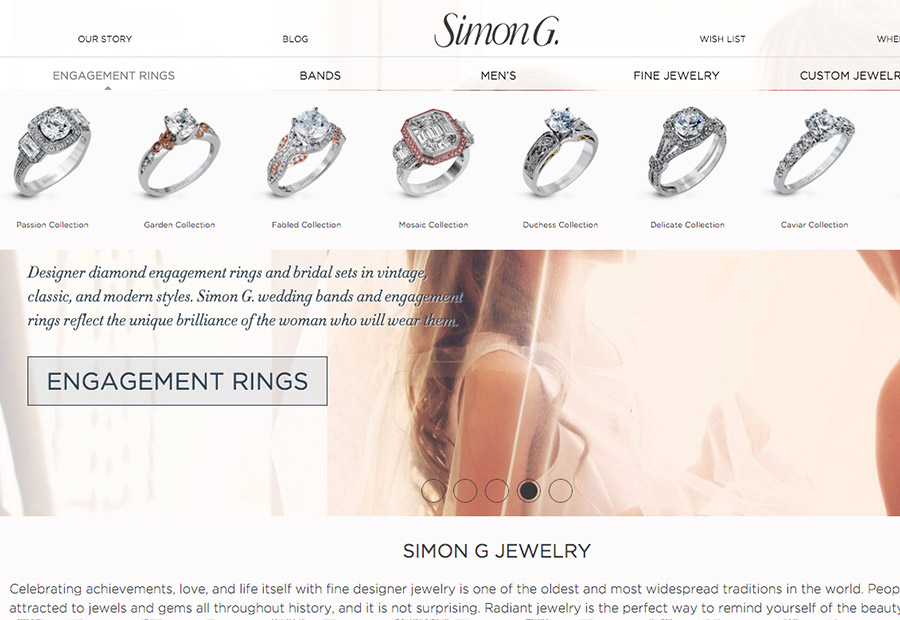 Simon G.
OUR STORY BLOG WISH LIST
ENGAGEMENT RINGS BANDS MEN'S FINE JEWELRY CUSTOM JEWELR
Passion Collection Garden Collection Fabled Collection Mosaic Collection Duchess Collection Delicate Collection Caviar Collection
Designer diamond engagement rings and bridal sets in vintage,
classic, and modern styles. Simon G. wedding bands and engagement
rings reflect the unique brilliance of the woman who will wear them.
ENGAGEMENT RINGS
SIMON G JEWELRY
Celebrating achievements, love, and life itself with fine designer jewelry is one of the oldest and most widespread traditions in the world. Peop
attracted to jewels and gems all throughout history, and it is not surprising. Radiant jewelry is the perfect way to remind yourself of the beauty